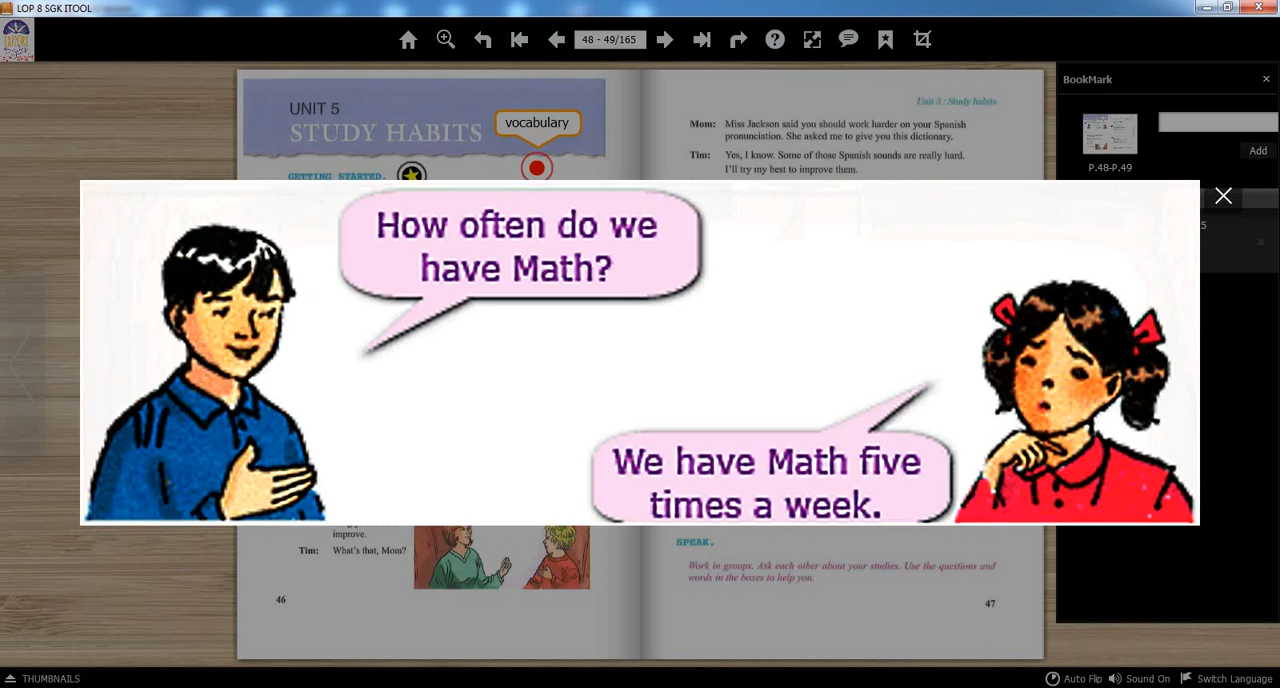 LOP 8 SGK ITOOL
48 - 49/165
BookMark
Add
P.48-P.49
5
UNIT 5
STUDY HABITS
vocabulary
GETTING STARTED.
How often do we
have Math?
We have Math five
times a week.
improve.
Tim: What's that, Mom?
46
Unit 5 : Study habits
Mom: Miss Jackson said you should work harder on your Spanish
pronunciation. She asked me to give you this dictionary.
Tim: Yes, I know. Some of those Spanish sounds are really hard.
I'll try my best to improve them.
SPEAK.
Work in groups. Ask each other about your studies. Use the questions and
words in the boxes to help you.
47
THUMBNAILS
Auto Flip
Sound On
Switch Language